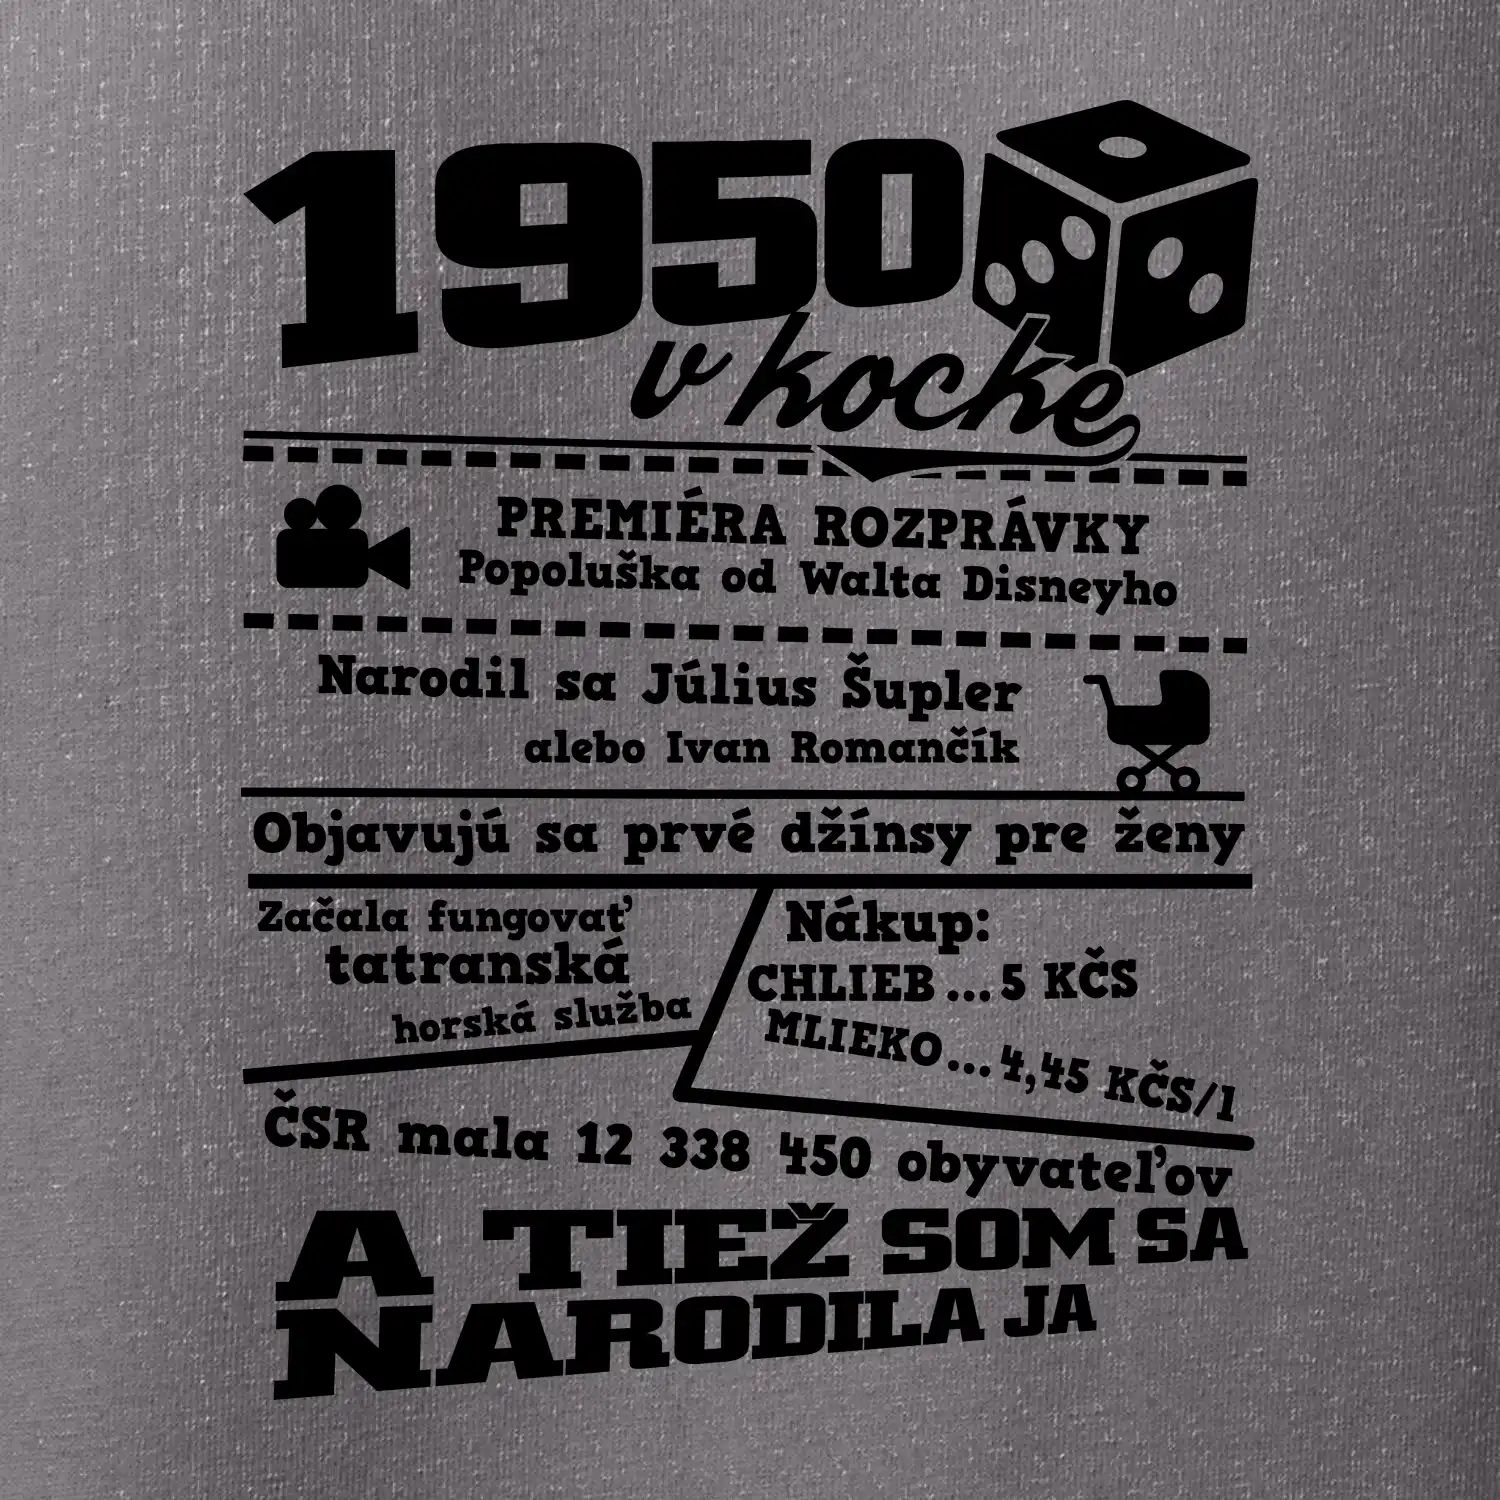 1950
v kocke
PREMIÉRA ROZPRÁVKY
Popoluška od Walta Disneyho
Narodil sa Július Šupler
alebo Ivan Romančík
Objavujú sa prvé džínsy pre ženy
Začala fungovať
tatranská
horská služba
Nákup:
CHLIEB...5 KČS
MLIEKO...4,45 KČS/l
ČSR mala 12 338 450 obyvateľov
A TIEŽ SOM SA
NARODILA JA